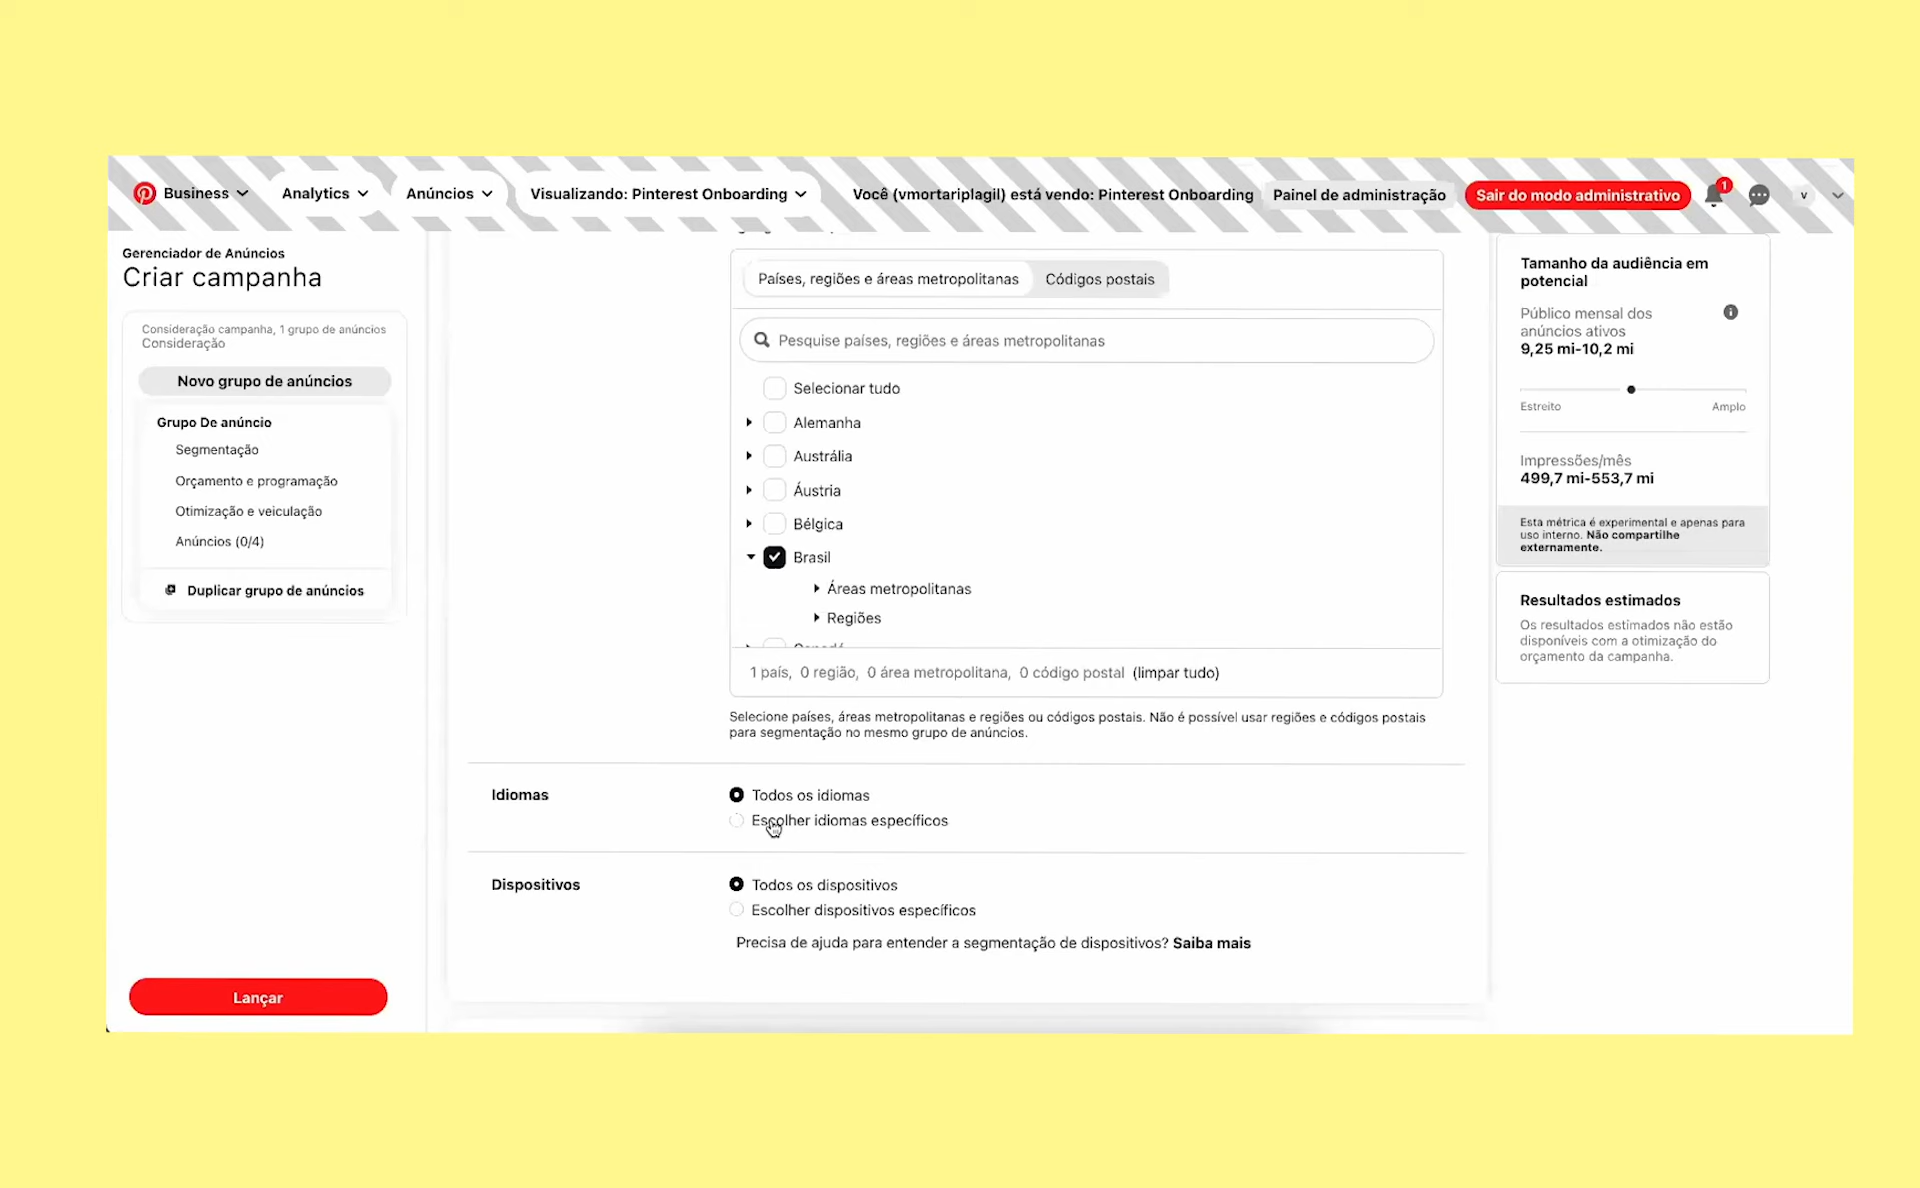 Business
Analytics
Anúncios
Visualizando: Pinterest Onboarding
Você (vmortariplagil) está vendo: Pinterest Onboarding
Painel de administração
Sair do modo administrativo
1
v
Gerenciador de Anúncios
Criar campanha
Consideração campanha, 1 grupo de anúncios
Consideração
Novo grupo de anúncios
Grupo De anúncio
Segmentação
Orçamento e programação
Otimização e veiculação
Anúncios (0/4)
Duplicar grupo de anúncios
Lançar
Países, regiões e áreas metropolitanas
Códigos postais
Pesquise países, regiões e áreas metropolitanas
Selecionar tudo
Alemanha
Austrália
Áustria
Bélgica
Brasil
Áreas metropolitanas
Regiões
1 país, 0 região, 0 área metropolitana, 0 código postal (limpar tudo)
Selecione países, áreas metropolitanas e regiões ou códigos postais. Não é possível usar regiões e códigos postais
para segmentação no mesmo grupo de anúncios.
Idiomas
Todos os idiomas
Escolher idiomas específicos
Dispositivos
Todos os dispositivos
Escolher dispositivos específicos
Precisa de ajuda para entender a segmentação de dispositivos? Saiba mais
Tamanho da audiência em
potencial
Público mensal dos
anúncios ativos
9,25 mi-10,2 mi
Estreito
Amplo
Impressões/mês
499,7 mi-553,7 mi
Esta métrica é experimental e apenas para
uso interno. Não compartilhe
externamente.
Resultados estimados
Os resultados estimados não estão
disponíveis com a otimização do
orçamento da campanha.